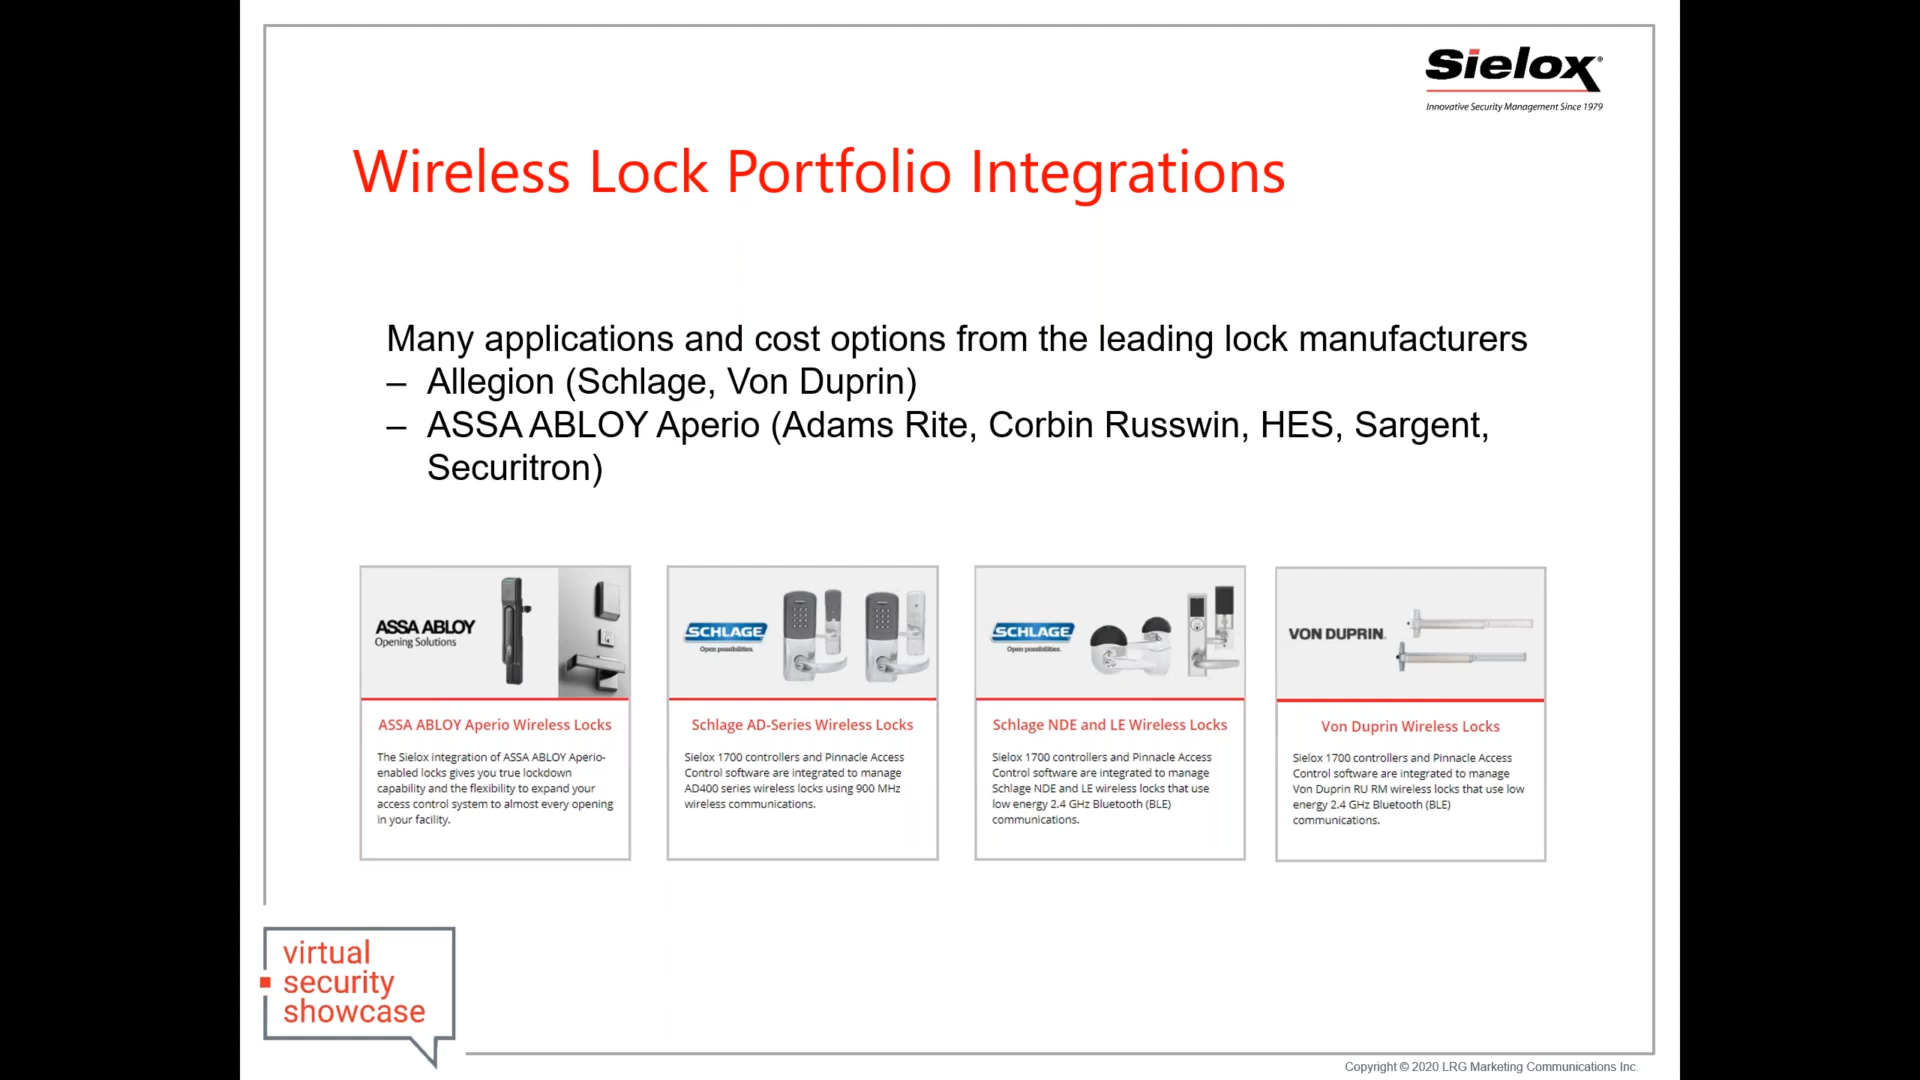 Sielox®
Innovative Security Management Since 1979
Wireless Lock Portfolio Integrations
Many applications and cost options from the leading lock manufacturers
– Allegion (Schlage, Von Duprin)
– ASSA ABLOY Aperio (Adams Rite, Corbin Russwin, HES, Sargent,
Securitron)
ASSA ABLOY
Opening Solutions
ASSA ABLOY Aperio Wireless Locks
The Sielox integration of ASSA ABLOY Aperio-
enabled locks gives you true lockdown
capability and the flexibility to expand your
access control system to almost every opening
in your facility.
SCHLAGE
Open possibilities.
Schlage AD-Series Wireless Locks
Sielox 1700 controllers and Pinnacle Access
Control software are integrated to manage
AD400 series wireless locks using 900 MHz
wireless communications.
SCHLAGE
Open possibilities.
Schlage NDE and LE Wireless Locks
Sielox 1700 controllers and Pinnacle Access
Control software are integrated to manage
Schlage NDE and LE wireless locks that use
low energy 2.4 GHz Bluetooth (BLE)
communications.
VON DUPRIN.
Von Duprin Wireless Locks
Sielox 1700 controllers and Pinnacle Access
Control software are integrated to manage
Von Duprin RU RM wireless locks that use low
energy 2.4 GHz Bluetooth (BLE)
communications.
virtual
security
showcase
Copyright © 2020 LRG Marketing Communications Inc.